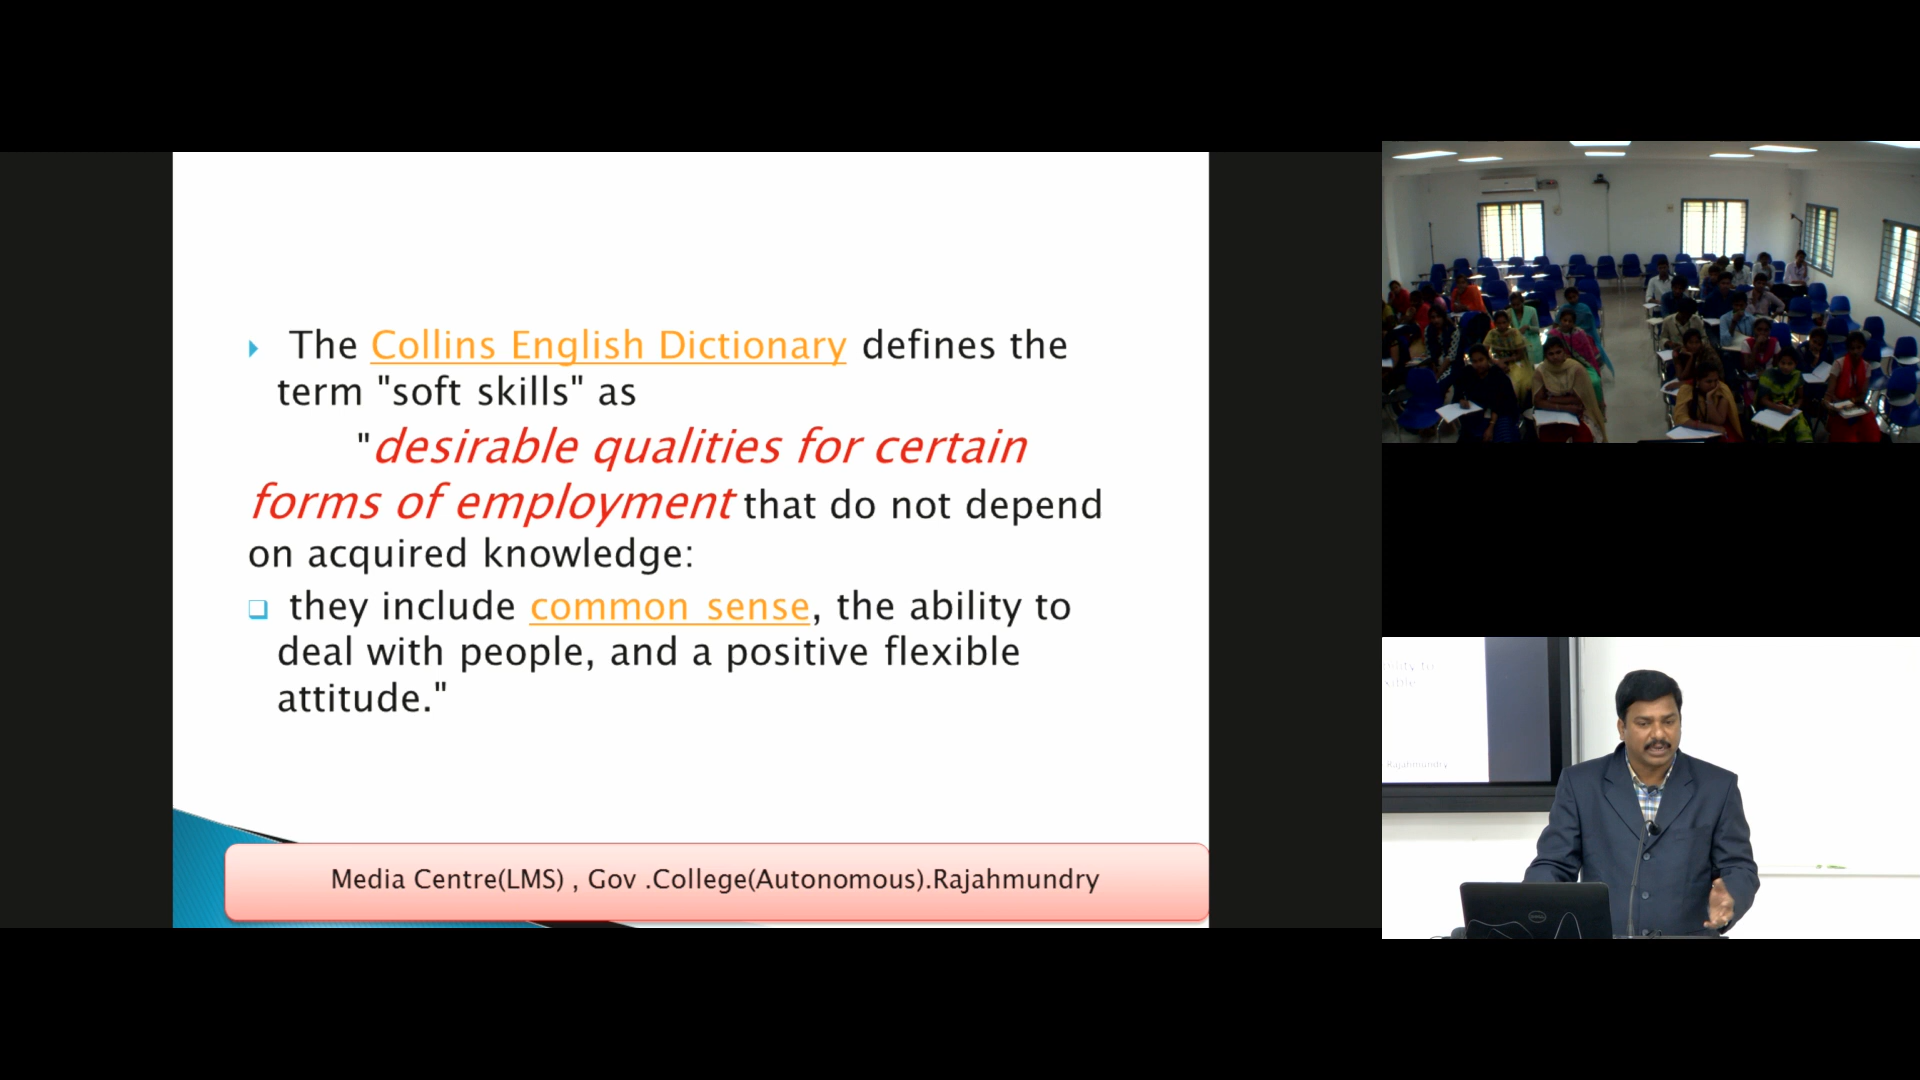 The Collins English Dictionary defines the
term "soft skills" as
"desirable qualities for certain
forms of employment that do not depend
on acquired knowledge:
they include common sense, the ability to
deal with people, and a positive flexible
attitude."
Media Centre(LMS) , Gov .College(Autonomous).Rajahmundry
Rajahmundry